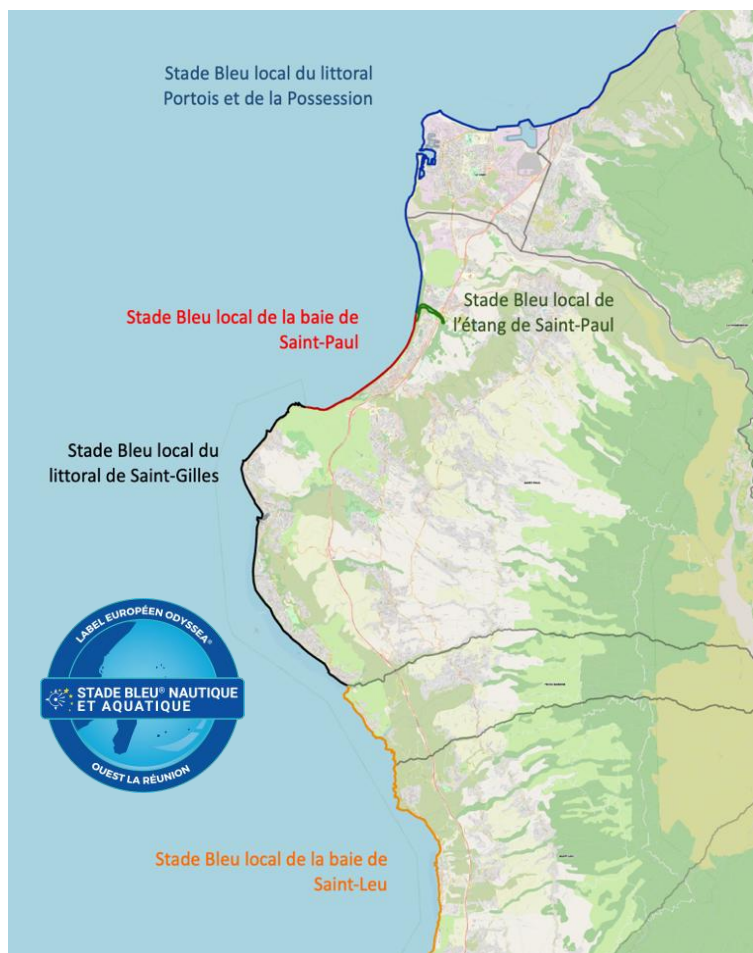 Stade Bleu local du littoral
Portois et de la Possession
Stade Bleu local de la baie de
Saint-Paul
Stade Bleu local de
l'étang de Saint-Paul
Stade Bleu local du
littoral de Saint-Gilles
LABEL EUROPÉEN ODYSSEA®
STADE BLEU® NAUTIQUE
ET AQUATIQUE
OUEST LA RÉUNION
Stade Bleu local de la baie de
Saint-Leu